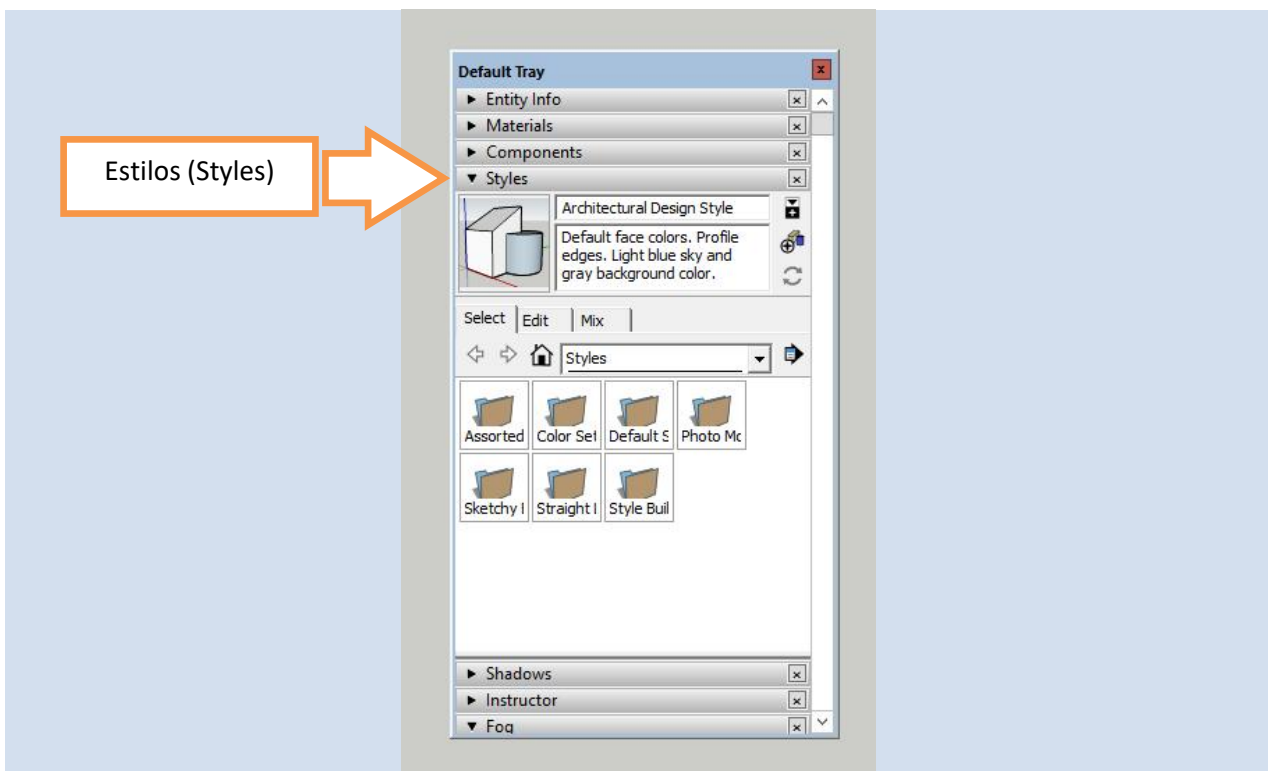 Default Tray
Entity Info
Materials
Components
Estilos (Styles)
Styles
Architectural Design Style
Default face colors. Profile
edges. Light blue sky and
gray background color.
Select Edit Mix
Styles
Assorted Color Set Default S Photo Mo
Sketchy Straight Style Buil
Shadows
Instructor
Fog